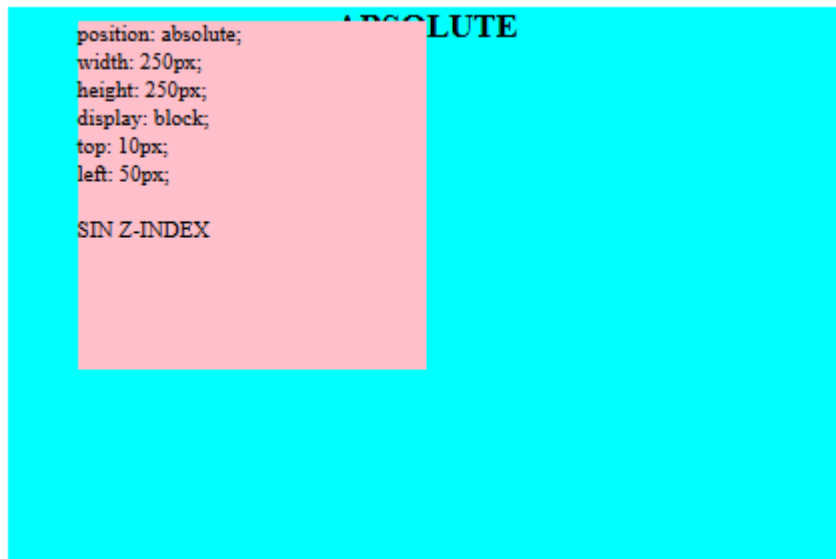 ABSOLUTE
position: absolute;
width: 250px;
height: 250px;
display: block;
top: 10px;
left: 50px;
SIN Z-INDEX